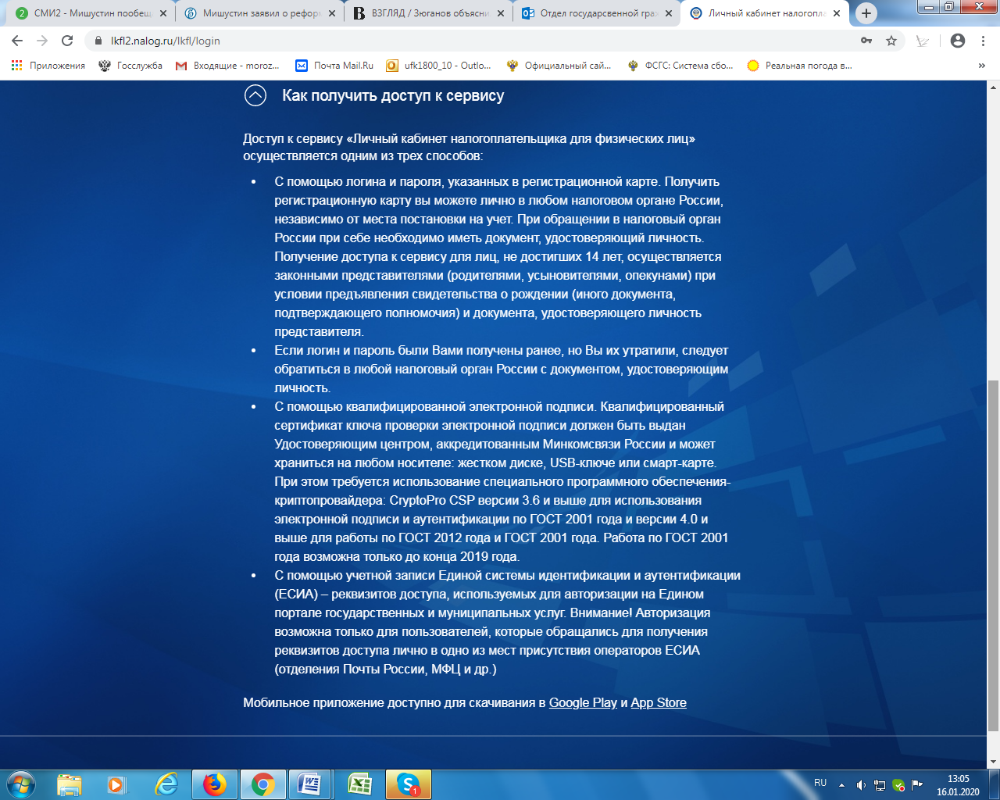 2 СМИ2 - Мишустин пообещ
Мишустин заявил о реформ
B ВЗГЛЯД / Зюганов объясни
Отдел государсвенной граж
Личный кабинет налогопла
lkfl2.nalog.ru/lkfl/login
Приложения
Госслужба
Входящие - moroz...
Почта Mail.Ru
ufk1800_10 - Outlo...
Официальный сай...
ФСГС: Система сбо...
Реальная погода в...
»
Как получить доступ к сервису
Доступ к сервису «Личный кабинет налогоплательщика для физических лиц»
осуществляется одним из трех способов:
• С помощью логина и пароля, указанных в регистрационной карте. Получить
регистрационную карту вы можете лично в любом налоговом органе России,
независимо от места постановки на учет. При обращении в налоговый орган
России при себе необходимо иметь документ, удостоверяющий личность.
Получение доступа к сервису для лиц, не достигших 14 лет, осуществляется
законными представителями (родителями, усыновителями, опекунами) при
условии предъявления свидетельства о рождении (иного документа,
подтверждающего полномочия) и документа, удостоверяющего личность
представителя.
• Если логин и пароль были Вами получены ранее, но Вы их утратили, следует
обратиться в любой налоговый орган России с документом, удостоверяющим
личность.
• С помощью квалифицированной электронной подписи. Квалифицированный
сертификат ключа проверки электронной подписи должен быть выдан
Удостоверяющим центром, аккредитованным Минкомсвязи России и может
храниться на любом носителе: жестком диске, USB-ключе или смарт-карте.
При этом требуется использование специального программного обеспечения-
криптопровайдера: CryptoPro CSP версии 3.6 и выше для использования
электронной подписи и аутентификации по ГОСТ 2001 года и версии 4.0 и
выше для работы по ГОСТ 2012 года и ГОСТ 2001 года. Работа по ГОСТ 2001
года возможна только до конца 2019 года.
• С помощью учетной записи Единой системы идентификации и аутентификации
(ЕСИА) – реквизитов доступа, используемых для авторизации на Едином
портале государственных и муниципальных услуг. Внимание! Авторизация
возможна только для пользователей, которые обращались для получения
реквизитов доступа лично в одно из мест присутствия операторов ЕСИА
(отделения Почты России, МФЦ и др.)
Мобильное приложение доступно для скачивания в Google Play и App Store
RU
13:05
16.01.2020